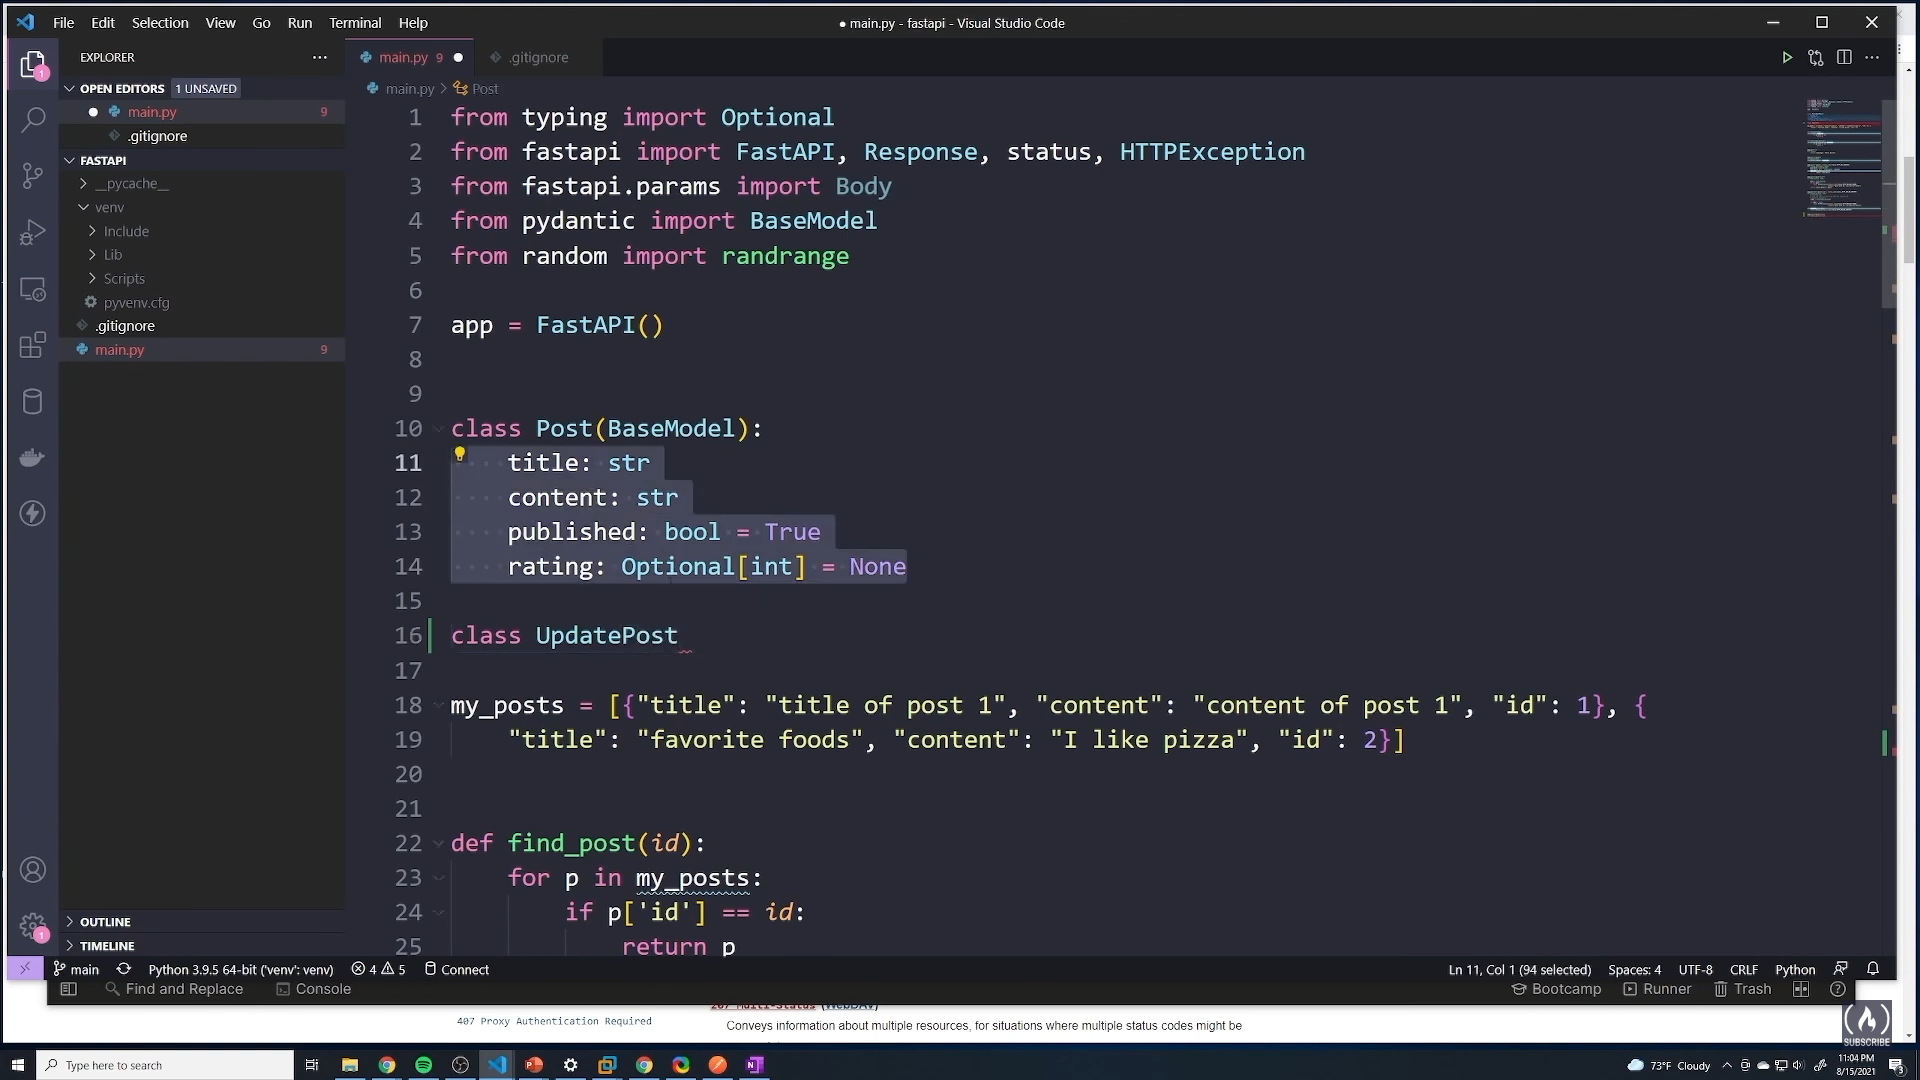 File Edit Selection View Go Run Terminal Help
● main.py - fastapi - Visual Studio Code
EXPLORER
main.py 9
.gitignore
OPEN EDITORS 1 UNSAVED
main.py 9
.gitignore
FASTAPI
__pycache__
venv
Include
Lib
Scripts
pyvenv.cfg
.gitignore
main.py 9
OUTLINE
TIMELINE
main.py > Post
1 from typing import Optional
2 from fastapi import FastAPI, Response, status, HTTPException
3 from fastapi.params import Body
4 from pydantic import BaseModel
5 from random import randrange
6
7 app = FastAPI()
8
9
10 class Post(BaseModel):
11 title: str
12 content: str
13 published: bool = True
14 rating: Optional[int] = None
15
16 class UpdatePost
17
18 my_posts = [{"title": "title of post 1", "content": "content of post 1", "id": 1}, {
19 "title": "favorite foods", "content": "I like pizza", "id": 2}]
20
21
22 def find_post(id):
23 for p in my_posts:
24 if p['id'] == id:
25 return p
main Python 3.9.5 64-bit ('venv': venv) 4 5 Connect
Ln 11, Col 1 (94 selected) Spaces: 4 UTF-8 CRLF Python
Find and Replace Console
Bootcamp Runner Trash
207 Multi-Status (WebDAV)
407 Proxy Authentication Required
Conveys information about multiple resources, for situations where multiple status codes might be
SUBSCRIBE
Type here to search
73°F Cloudy
11:04 PM
8/15/2021